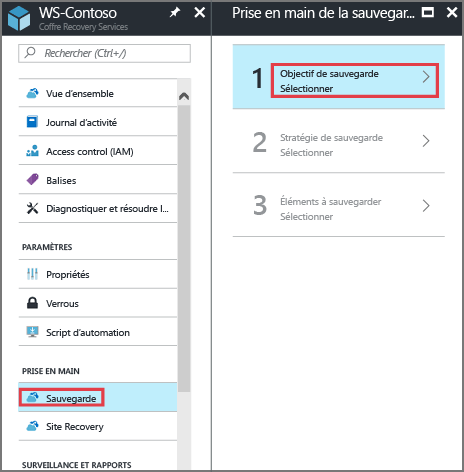 WS-Contoso
Coffre Recovery Services
Rechercher (Ctrl+/)
Vue d'ensemble
Journal d'activité
Access control (IAM)
Balises
Diagnostiquer et résoudre l...
PARAMÈTRES
Propriétés
Verrous
Script d'automation
PRISE EN MAIN
Sauvegarde
Site Recovery
SURVEILLANCE ET RAPPORTS
Prise en main de la sauvegar...
1
Objectif de sauvegarde
Sélectionner
2
Stratégie de sauvegarde
Sélectionner
3
Éléments à sauvegarder
Sélectionner